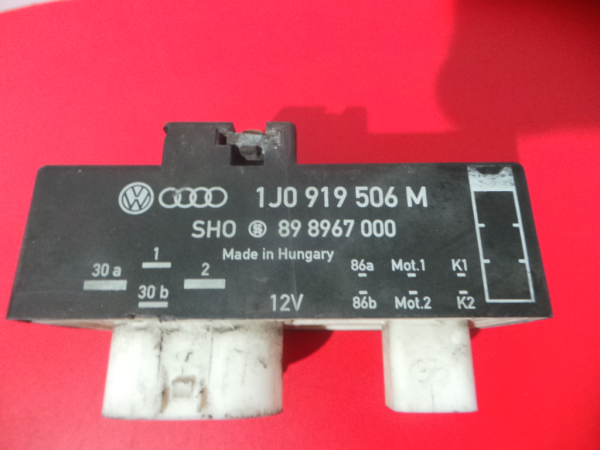 1J0 919 506 M
SHO 89 8967 000
Made in Hungary
1 2 30 a 30 b
12V
86a Mot.1 K1
86b Mot.2 K2